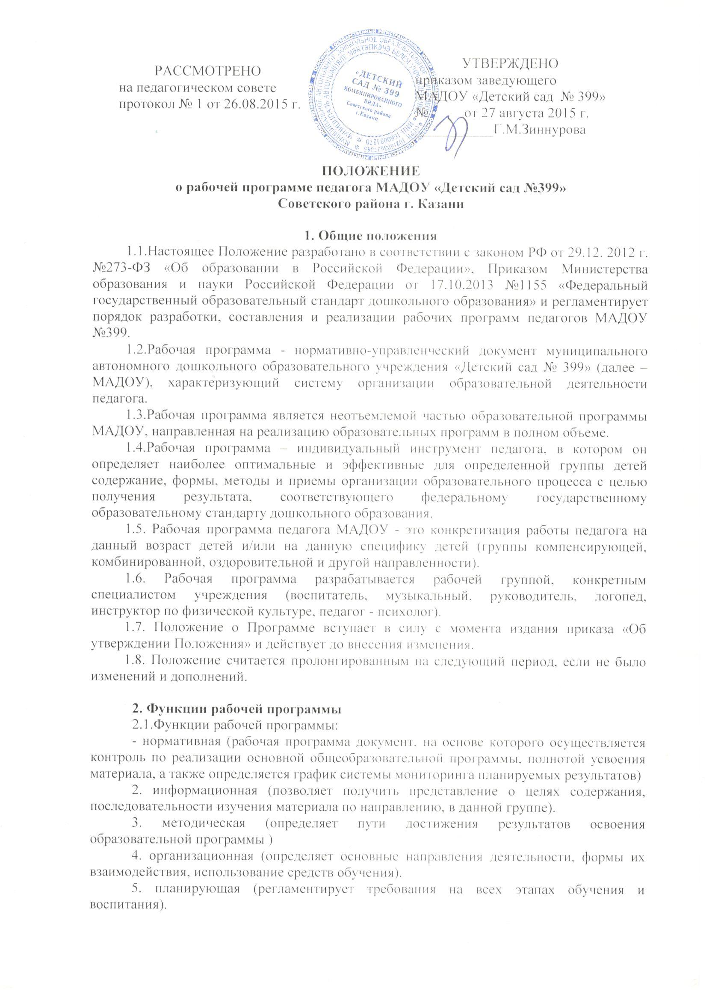 РАССМОТРЕНО
на педагогическом совете
протокол № 1 от 26.08.2015 г.
«ДЕТСКИЙ
САД № 399
КОМБИНИРОВАННОГО
ВИДА»
Советского района
г.Казани
УТВЕРЖДЕНО
приказом заведующего
МАДОУ «Детский сад № 399»
№ от 27 августа 2015 г.
____________Г.М.Зиннурова
ПОЛОЖЕНИЕ
о рабочей программе педагога МАДОУ «Детский сад №399»
Советского района г. Казани
1. Общие положения
1.1.Настоящее Положение разработано в соответствии с законом РФ от 29.12. 2012 г.
№273-ФЗ «Об образовании в Российской Федерации», Приказом Министерства
образования и науки Российской Федерации от 17.10.2013 №1155 «Федеральный
государственный образовательный стандарт дошкольного образования» и регламентирует
порядок разработки, составления и реализации рабочих программ педагогов МАДОУ
№399.
1.2.Рабочая программа - нормативно-управленческий документ муниципального
автономного дошкольного образовательного учреждения «Детский сад № 399» (далее –
МАДОУ), характеризующий систему организации образовательной деятельности
педагога.
1.3.Рабочая программа является неотъемлемой частью образовательной программы
МАДОУ, направленная на реализацию образовательных программ в полном объеме.
1.4.Рабочая программа – индивидуальный инструмент педагога, в котором он
определяет наиболее оптимальные и эффективные для определенной группы детей
содержание, формы, методы и приемы организации образовательного процесса с целью
получения результата, соответствующего федеральному государственному
образовательному стандарту дошкольного образования.
1.5. Рабочая программа педагога МАДОУ - это конкретизация работы педагога на
данный возраст детей и/или на данную специфику детей (группы компенсирующей,
комбинированной, оздоровительной и другой направленности).
1.6. Рабочая программа разрабатывается рабочей группой, конкретным
специалистом учреждения (воспитатель, музыкальный. руководитель, логопед,
инструктор по физической культуре, педагог - психолог).
1.7. Положение о Программе вступает в силу с момента издания приказа «Об
утверждении Положения» и действует до внесения изменения.
1.8. Положение считается пролонгированным на следующий период, если не было
изменений и дополнений.
2. Функции рабочей программы
2.1.Функции рабочей программы:
- нормативная (рабочая программа документ, на основе которого осуществляется
контроль по реализации основной общеобразовательной программы, полнотой усвоения
материала, а также определяется график системы мониторинга планируемых результатов)
2. информационная (позволяет получить представление о целях содержания,
последовательности изучения материала по направлению, в данной группе).
3. методическая (определяет пути достижения результатов освоения
образовательной программы )
4. организационная (определяет основные направления деятельности, формы их
взаимодействия, использование средств обучения).
5. планирующая (регламентирует требования на всех этапах обучения и
воспитания).